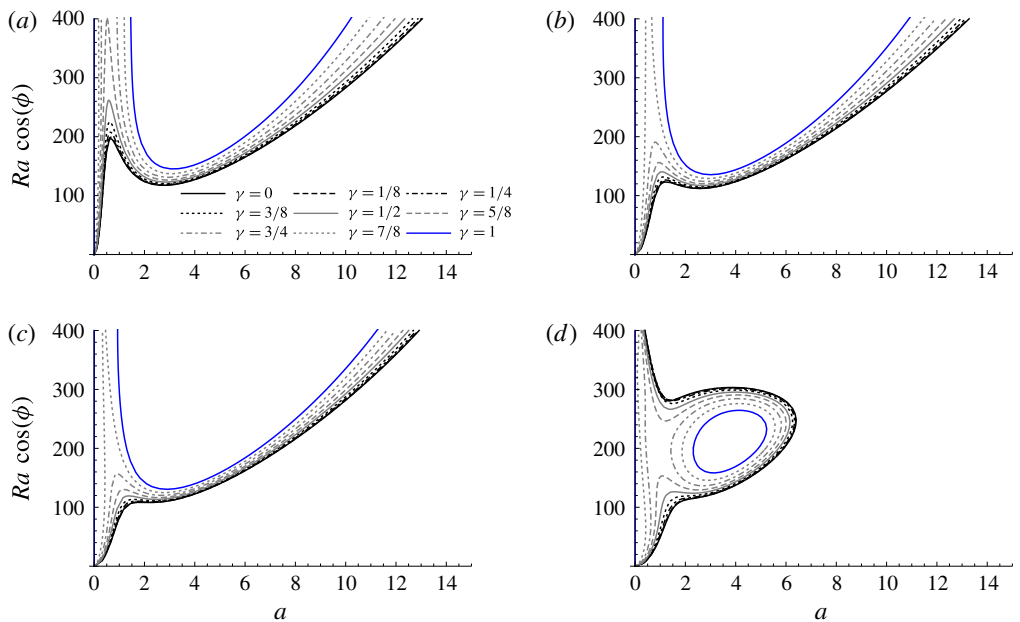 (a) (b)
400 400
300 300
Ra cos(ϕ)
200 200
γ = 0 γ = 1/8 γ = 1/4
100 γ = 3/8 γ = 1/2 γ = 5/8 100
γ = 3/4 γ = 7/8 γ = 1
0 2 4 6 8 10 12 14 0 2 4 6 8 10 12 14
(c) 400 (d) 400
300 300
Ra cos(ϕ)
200 200
100 100
0 2 4 6 8 10 12 14 0 2 4 6 8 10 12 14
a a